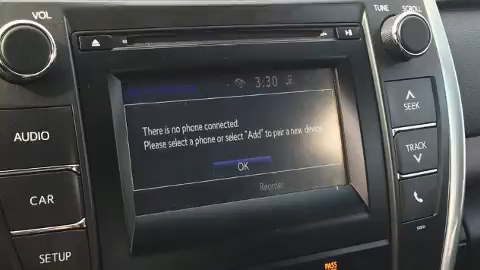 VOL
TUNE SCROLL
3:30
There is no phone connected.
Please select a phone or select "Add" to pair a new device.
OK
Reorder
AUDIO
CAR
SETUP
SEEK
TRACK
PASS